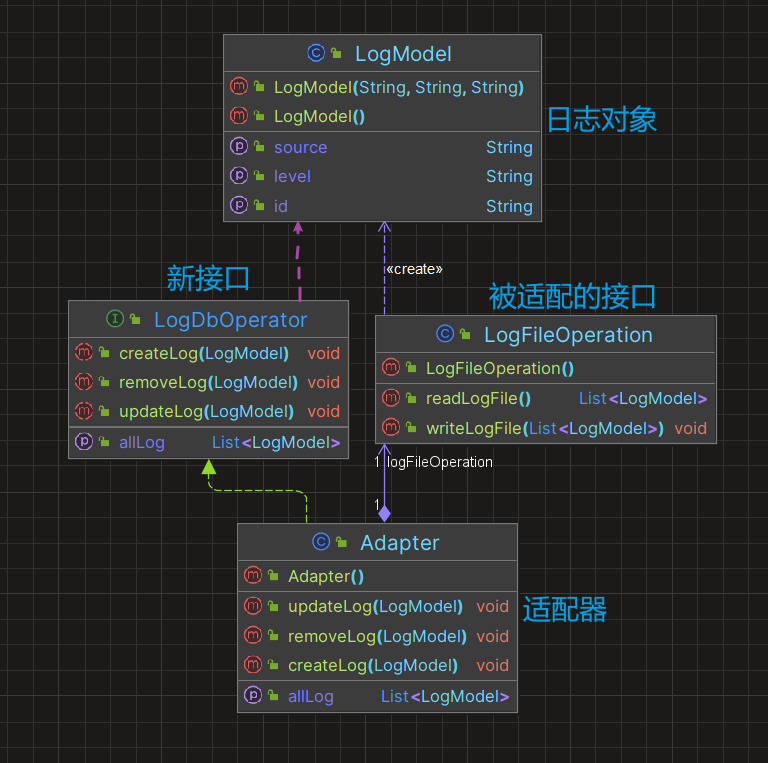 LogModel
LogModel(String, String, String)
LogModel()
source String
level String
id String
日志对象
«create»
新接口
LogDbOperator
createLog(LogModel) void
removeLog(LogModel) void
updateLog(LogModel) void
allLog List<LogModel>
被适配的接口
LogFileOperation
LogFileOperation()
readLogFile() List<LogModel>
writeLogFile(List<LogModel>) void
1 logFileOperation
1
Adapter
Adapter()
updateLog(LogModel) void
removeLog(LogModel) void
createLog(LogModel) void
allLog List<LogModel>
适配器